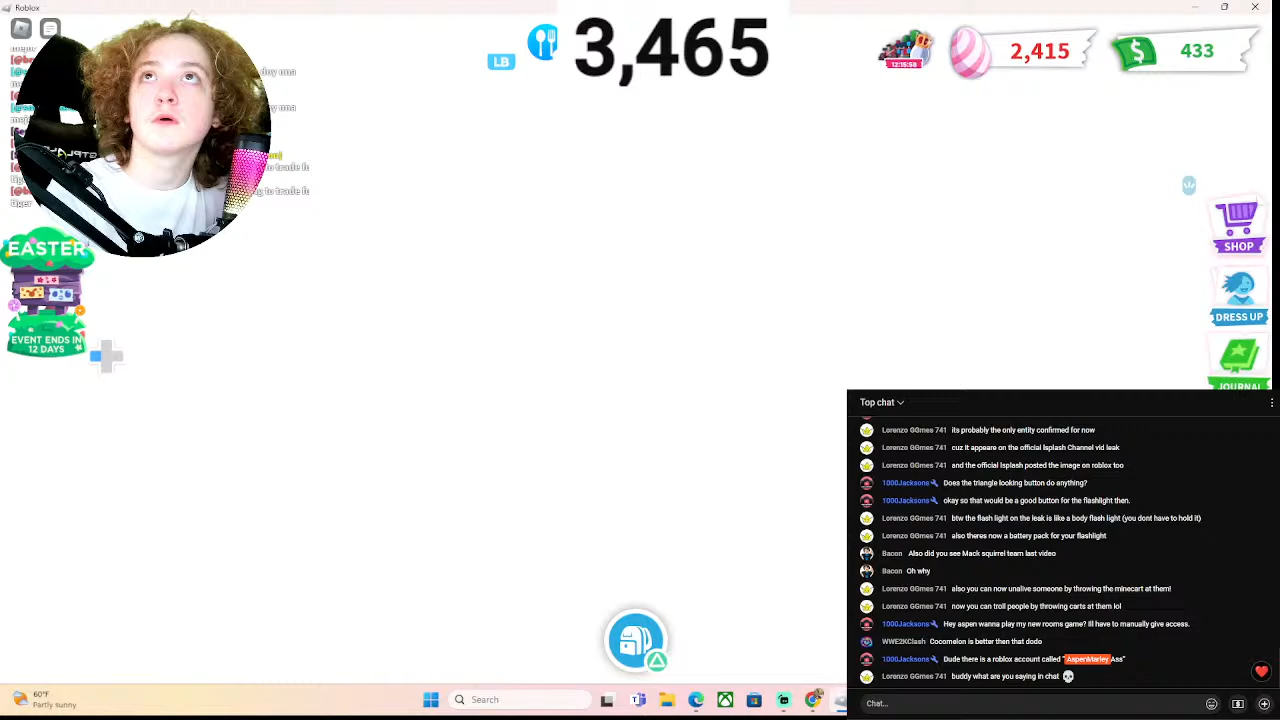 Roblox
3,465
LB
12:15:58
2,415
433
EASTER
EVENT ENDS IN
12 DAYS
SHOP
DRESS UP
JOURNAL
Top chat
Lorenzo GGmes 741 its probably the only entity confirmed for now
Lorenzo GGmes 741 cuz it appeare on the official Isplash Channel vid leak
Lorenzo GGmes 741 and the official Isplash posted the image on roblox too
1000Jacksons Does the triangle looking button do anything?
1000Jacksons okay so that would be a good button for the flashlight then.
Lorenzo GGmes 741 btw the flash light on the leak is like a body flash light (you dont have to hold it)
Lorenzo GGmes 741 also theres now a battery pack for your flashlight
Bacon Also did you see Mack squirrel team last video
Bacon Oh why
Lorenzo GGmes 741 also you can now unalive someone by throwing the minecart at them!
Lorenzo GGmes 741 now you can troll people by throwing carts at them lol
1000Jacksons Hey aspen wanna play my new rooms game? Ill have to manually give access.
WWE2KClash Cocomelon is better then that dodo
1000Jacksons Dude there is a roblox account called "AspenMarley Ass"
Lorenzo GGmes 741 buddy what are you saying in chat
Chat...
60°F
Partly sunny
Search